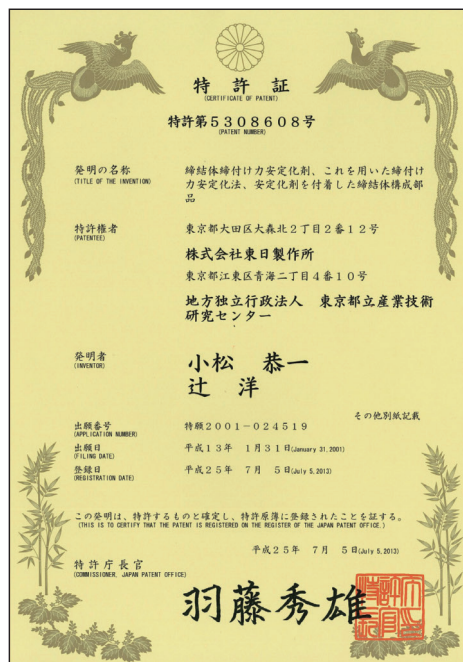 特許証
(CERTIFICATE OF PATENT)
特許第5308608号
(PATENT NUMBER)
発明の名称
(TITLE OF THE INVENTION)
締結体締付け力安定化剤、これを用いた締付け
力安定化法、安定化剤を付着した締結体構成部
品
特許権者
(PATENTEE)
東京都大田区大森北2丁目2番12号
株式会社東日製作所
東京都江東区青海二丁目4番10号
地方独立行政法人 東京都立産業技術
研究センター
発明者
(INVENTOR)
小松 恭一
辻 洋
その他別紙記載
出願番号
(APPLICATION NUMBER)
特願2001-024519
出願日
(FILING DATE)
平成13年 1月31日(January 31,2001)
登録日
(REGISTRATION DATE)
平成25年 7月 5日(July 5,2013)
この発明は、特許するものと確定し、特許原簿に登録されたことを証する。
(THIS IS TO CERTIFY THAT THE PATENT IS REGISTERED ON THE REGISTER OF THE JAPAN PATENT OFFICE.)
平成25年 7月 5日(July 5,2013)
特許庁長官
(COMMISSIONER, JAPAN PATENT OFFICE)
羽藤秀雄